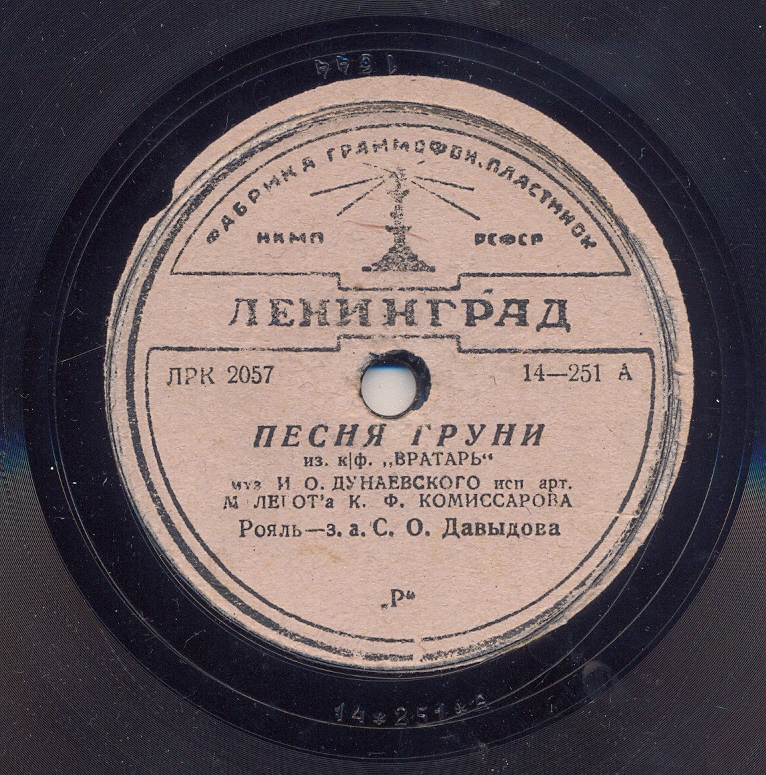 1644
ФАБРИКА ГРАММОФОН. ПЛАСТИНОК
НКМП РСФСР
ЛЕНИНГРАД
ЛРК 2057 14—251 А
ПЕСНЯ ГРУНИ
из. к|ф. „ВРАТАРЬ“
муз И О. ДУНАЕВСКОГО исп арт.
К. Ф. КОМИССАРОВА
Рояль—з. а. С. О. Давыдова
„Р“
14*251*А